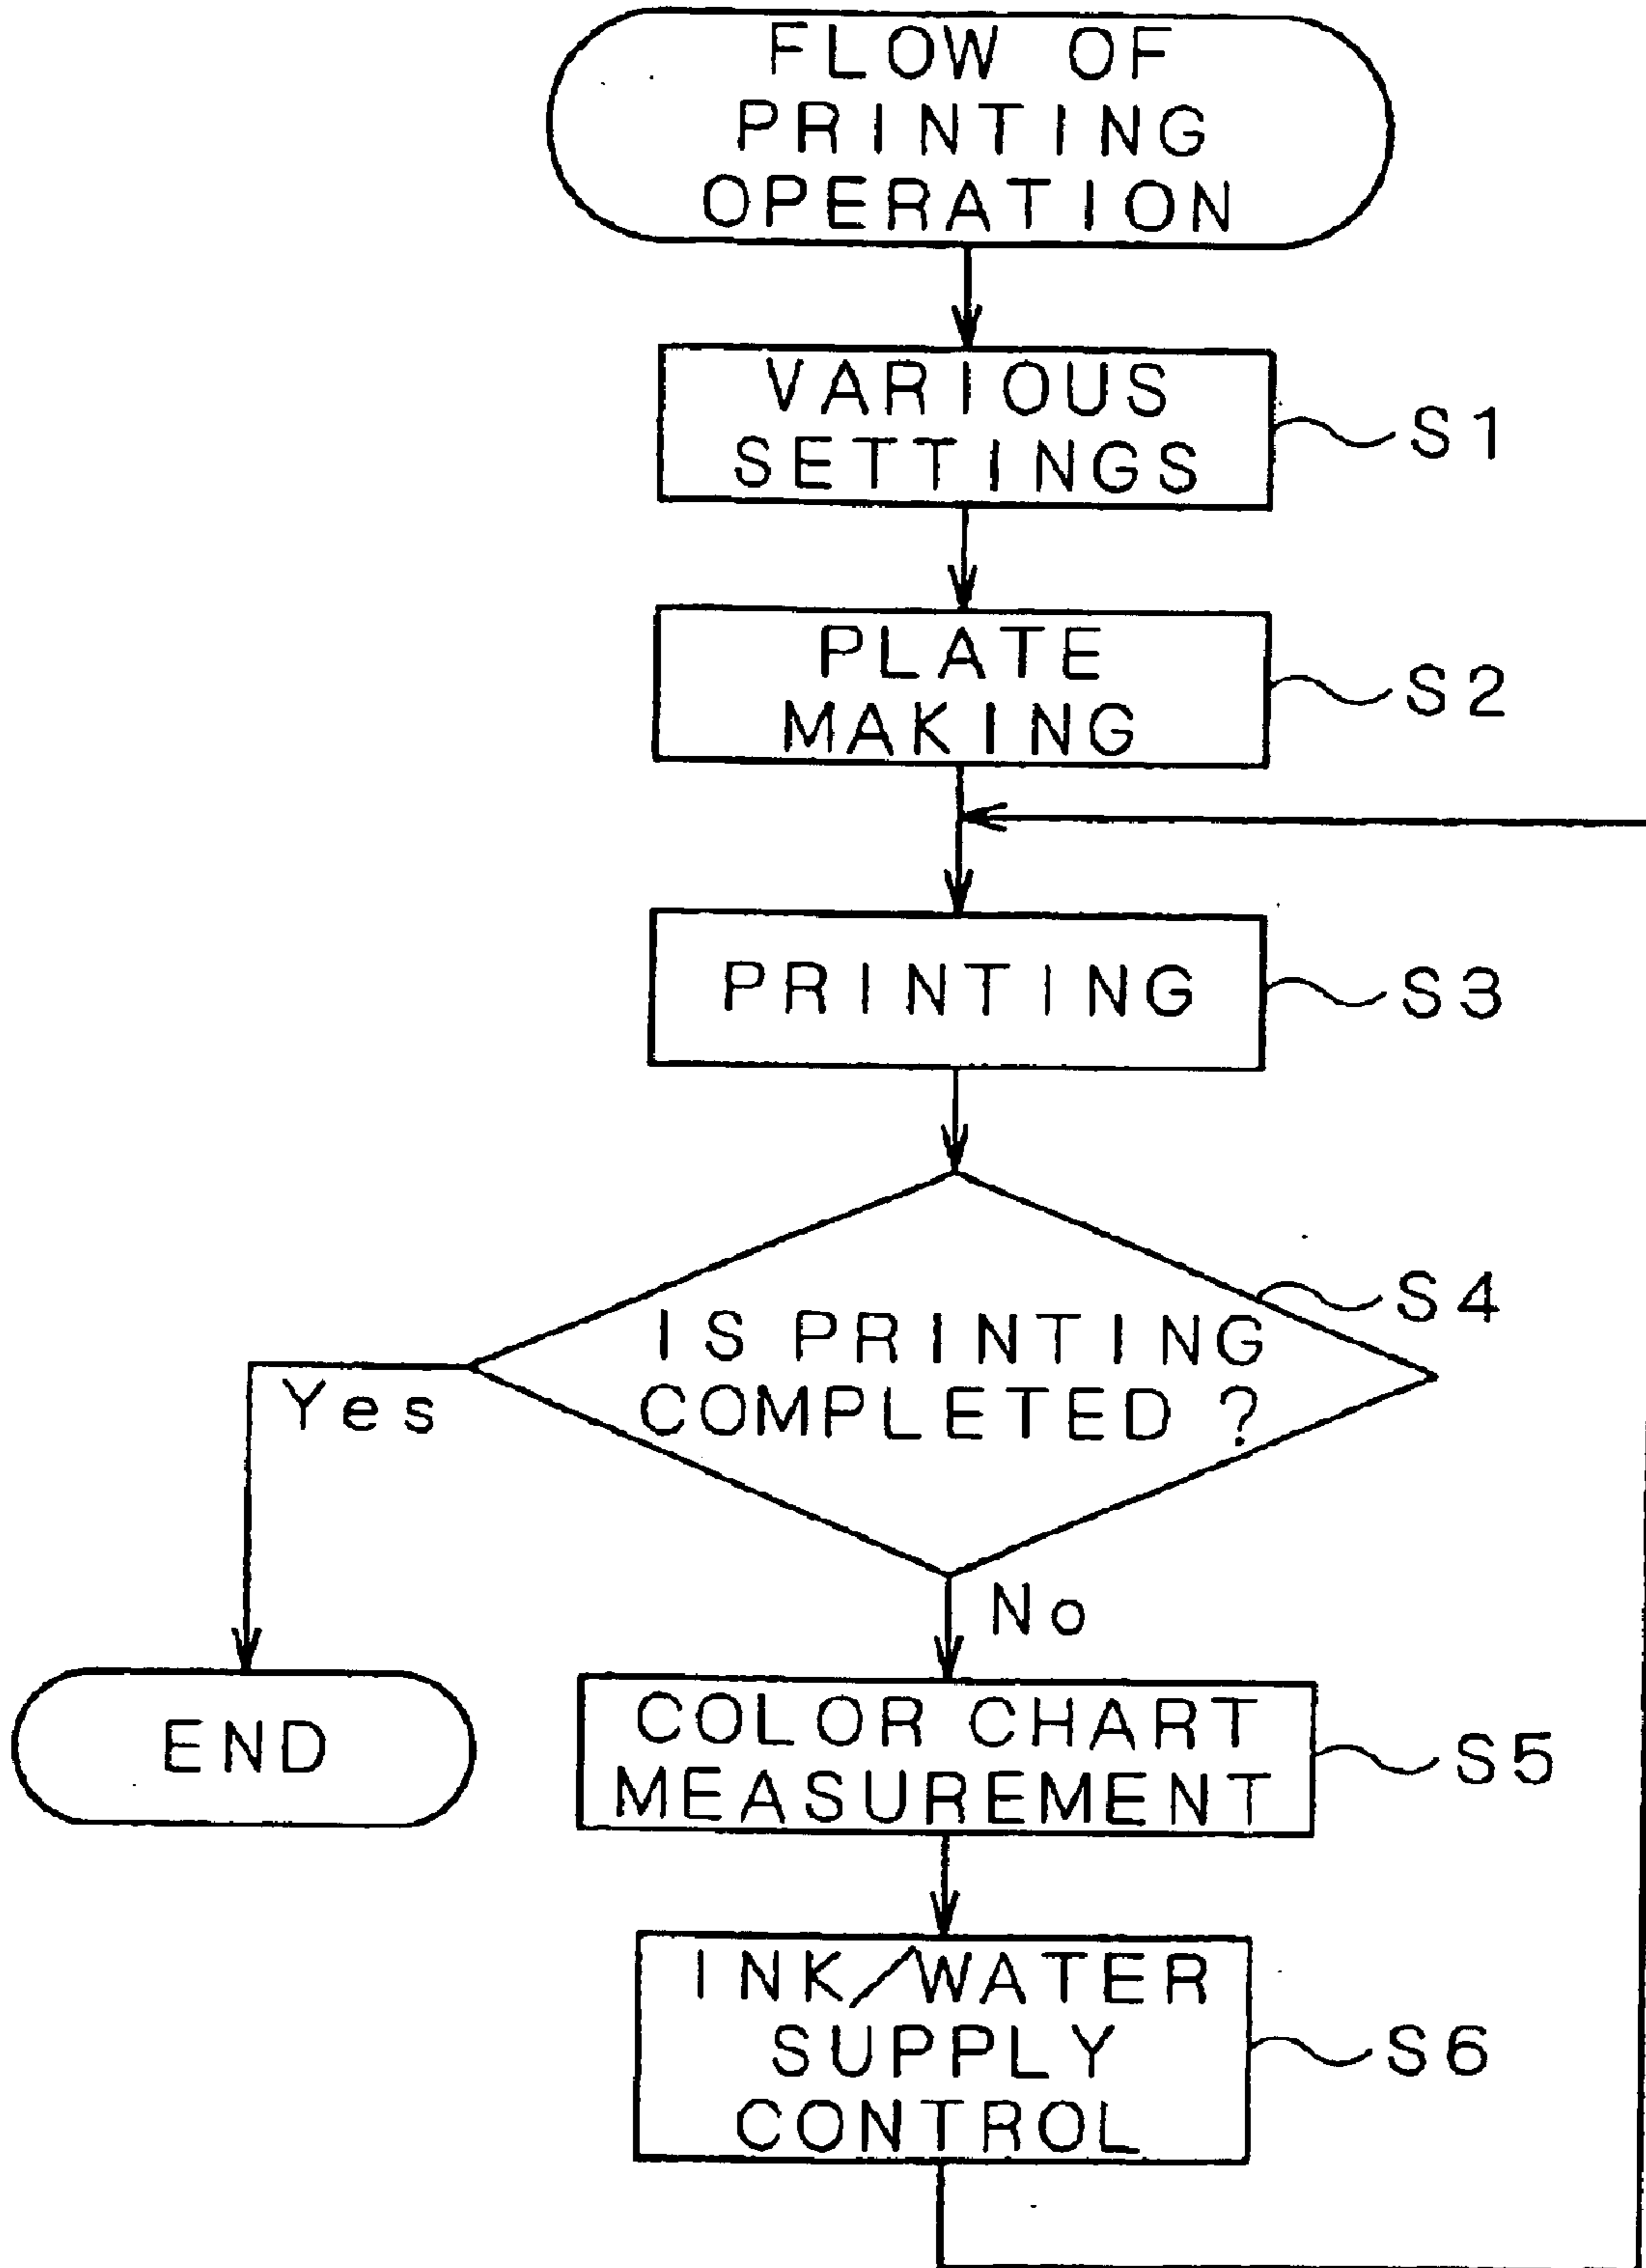 FLOW OF
PRINTING
OPERATION
VARIOUS
SETTINGS
S1
PLATE
MAKING
S2
PRINTING
S3
IS PRINTING
COMPLETED ?
S4
Yes
No
END
COLOR CHART
MEASUREMENT
S5
INK/WATER
SUPPLY
CONTROL
S6